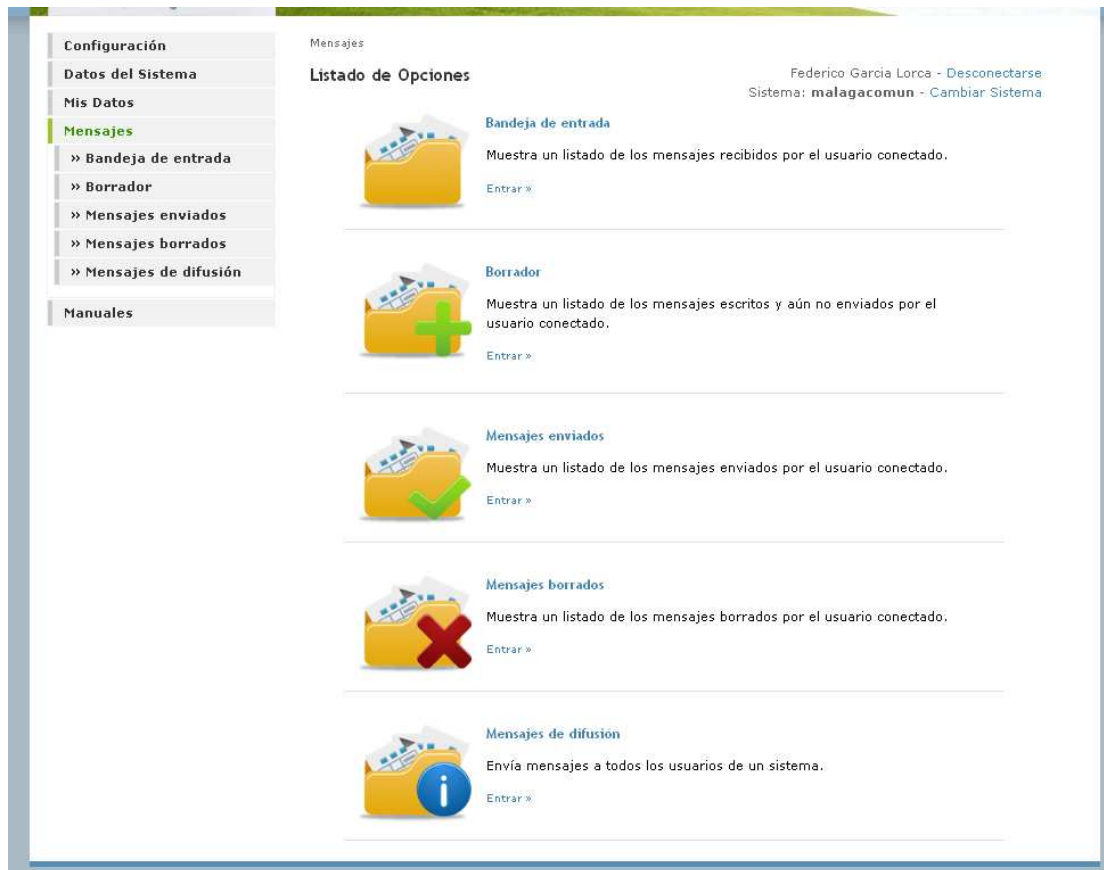 Configuración
Datos del Sistema
Mis Datos
Mensajes
» Bandeja de entrada
» Borrador
» Mensajes enviados
» Mensajes borrados
» Mensajes de difusión
Manuales
Mensajes
Listado de Opciones
Federico Garcia Lorca - Desconectarse
Sistema: malagacomun - Cambiar Sistema
Bandeja de entrada
Muestra un listado de los mensajes recibidos por el usuario conectado.
Entrar »
Borrador
Muestra un listado de los mensajes escritos y aún no enviados por el
usuario conectado.
Entrar »
Mensajes enviados
Muestra un listado de los mensajes enviados por el usuario conectado.
Entrar »
Mensajes borrados
Muestra un listado de los mensajes borrados por el usuario conectado.
Entrar »
Mensajes de difusión
Envía mensajes a todos los usuarios de un sistema.
Entrar »